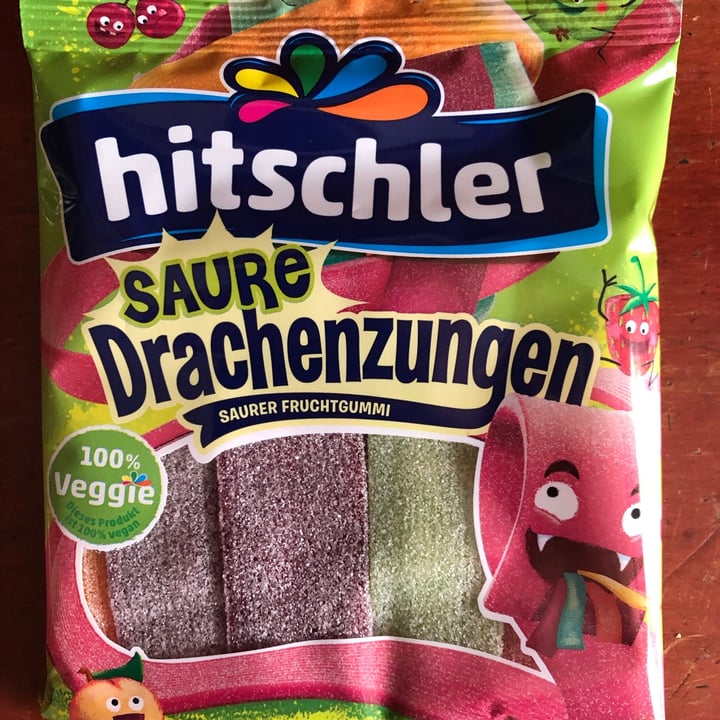 hitschler
SAURE
Drachenzungen
SAURER FRUCHTGUMMI
100%
Veggie
Dieses Produkt
ist 100% vegan